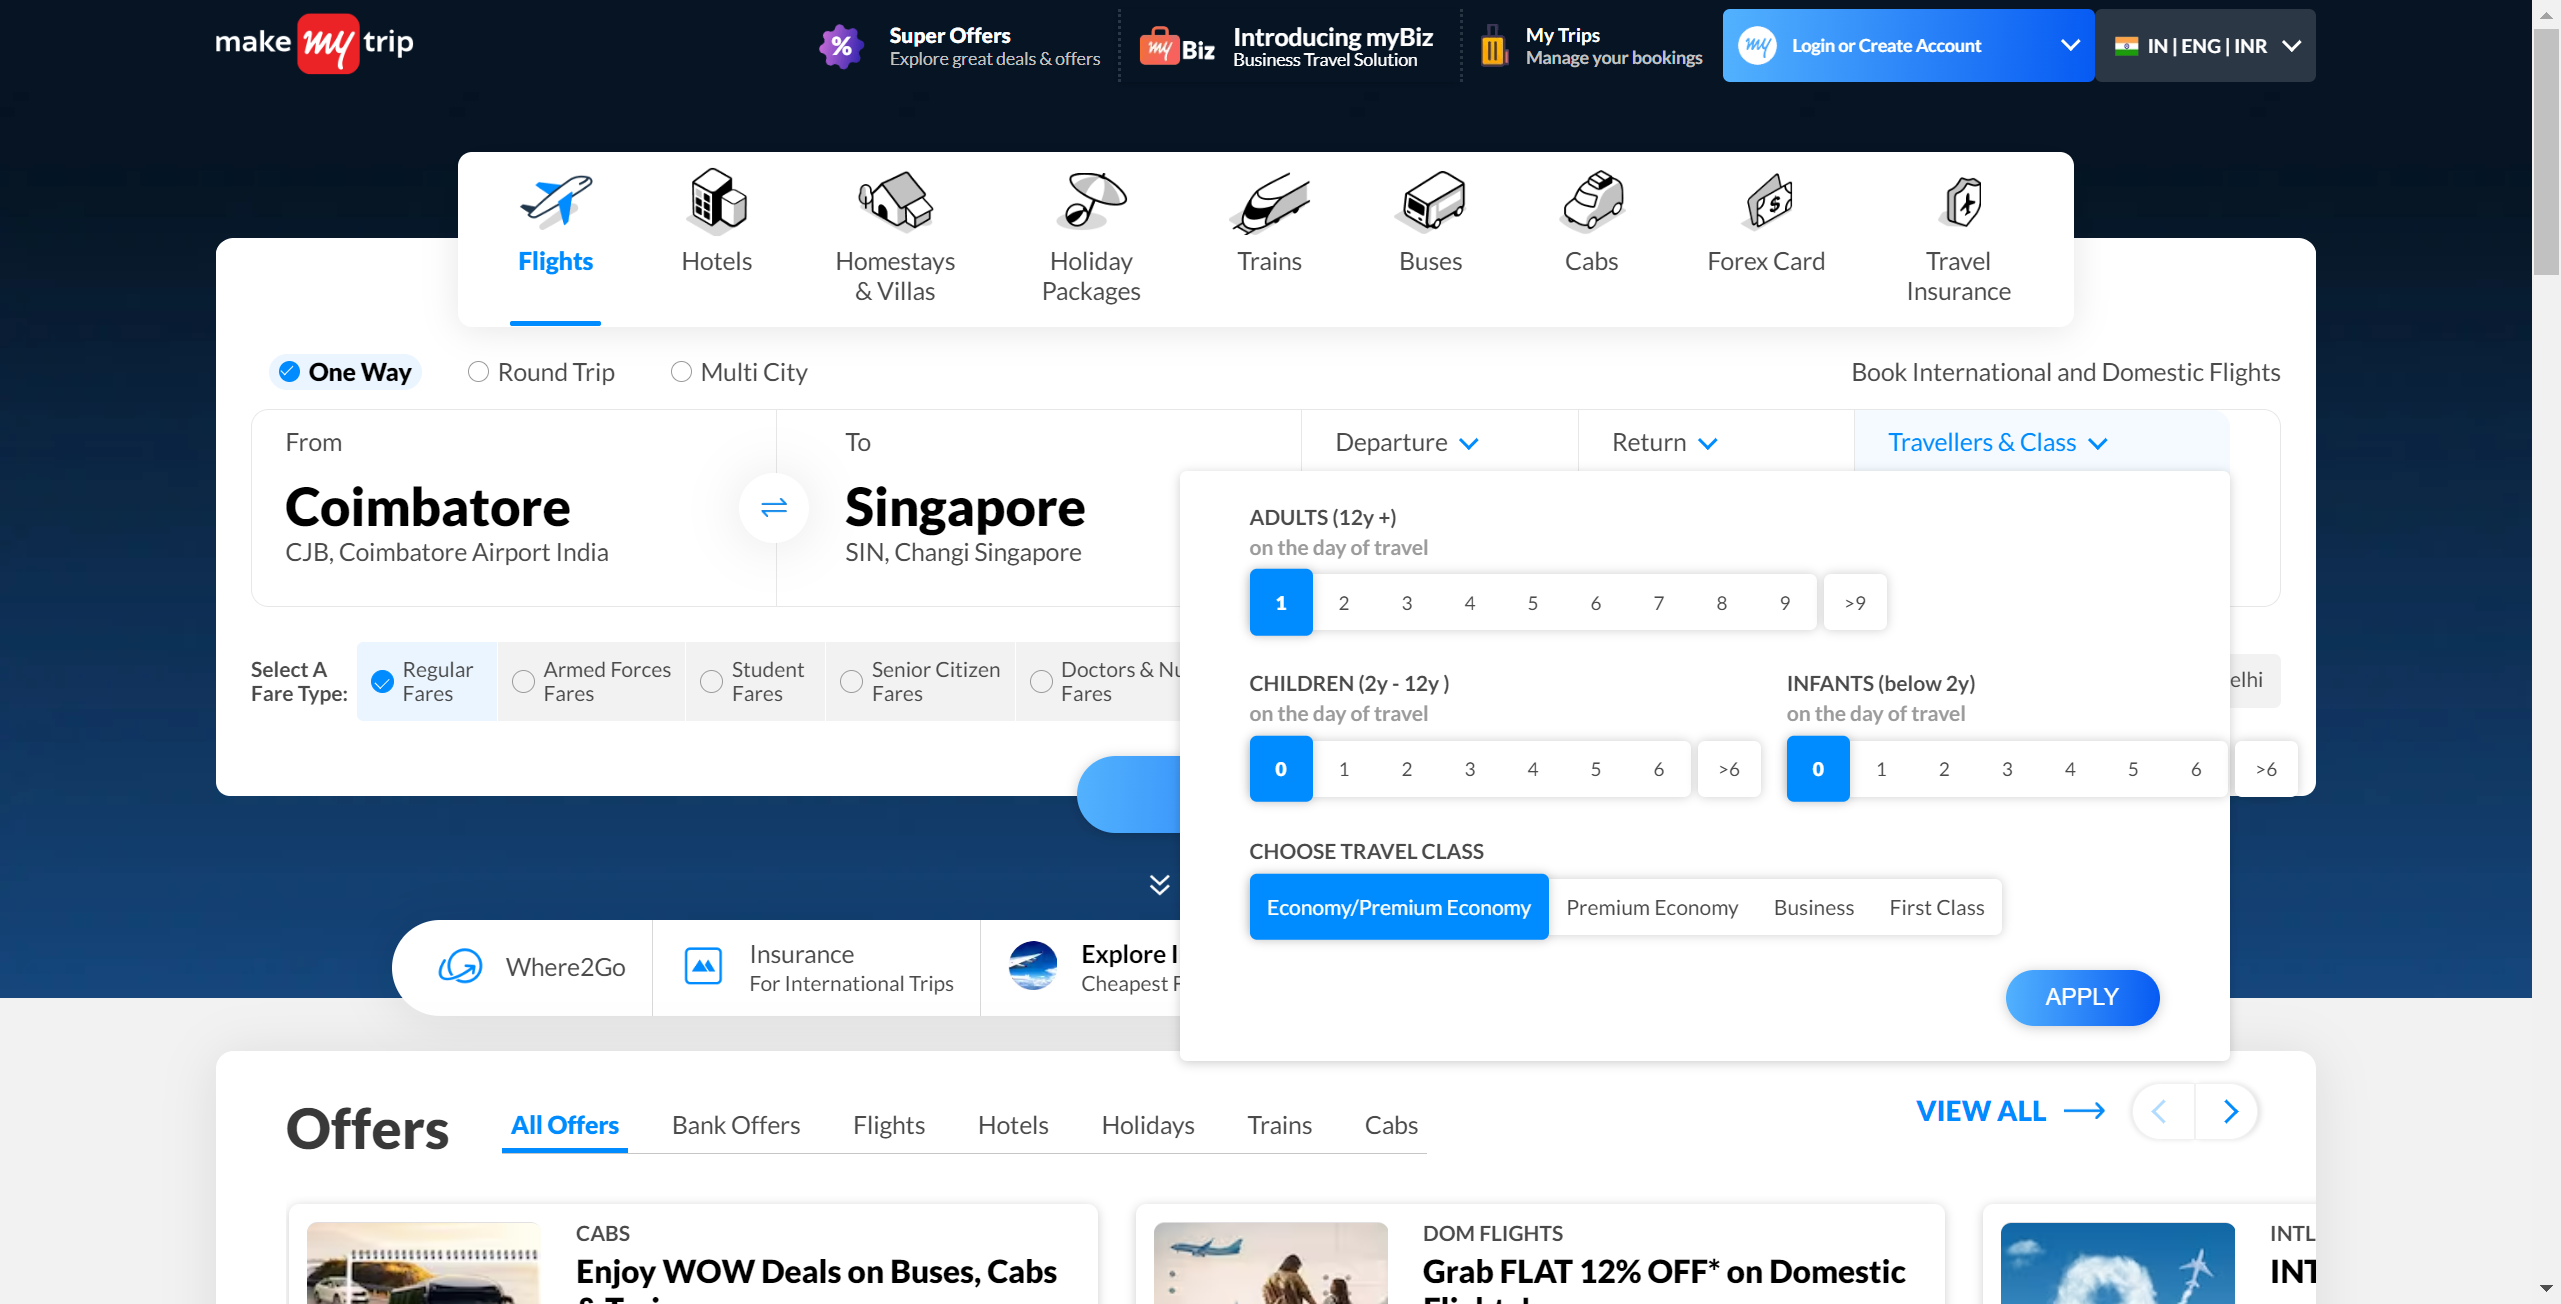 make my trip
%
Super Offers
Explore great deals & offers
my Biz
Introducing myBiz
Business Travel Solution
My Trips
Manage your bookings
my
Login or Create Account
IN | ENG | INR
Flights
Hotels
Homestays
& Villas
Holiday
Packages
Trains
Buses
Cabs
Forex Card
Travel
Insurance
One Way
Round Trip
Multi City
Book International and Domestic Flights
From
Coimbatore
CJB, Coimbatore Airport India
To
Singapore
SIN, Changi Singapore
Departure
Return
Travellers & Class
ADULTS (12y +)
on the day of travel
1 2 3 4 5 6 7 8 9 >9
CHILDREN (2y - 12y )
on the day of travel
0 1 2 3 4 5 6 >6
INFANTS (below 2y)
on the day of travel
0 1 2 3 4 5 6 >6
CHOOSE TRAVEL CLASS
Economy/Premium Economy
Premium Economy
Business
First Class
APPLY
Select A
Fare Type:
Regular
Fares
Armed Forces
Fares
Student
Fares
Senior Citizen
Fares
Doctors & Nu
Fares
elhi
Where2Go
Insurance
For International Trips
Explore I
Cheapest F
Offers
All Offers
Bank Offers
Flights
Hotels
Holidays
Trains
Cabs
VIEW ALL
CABS
Enjoy WOW Deals on Buses, Cabs
DOM FLIGHTS
Grab FLAT 12% OFF* on Domestic
INTL
INT